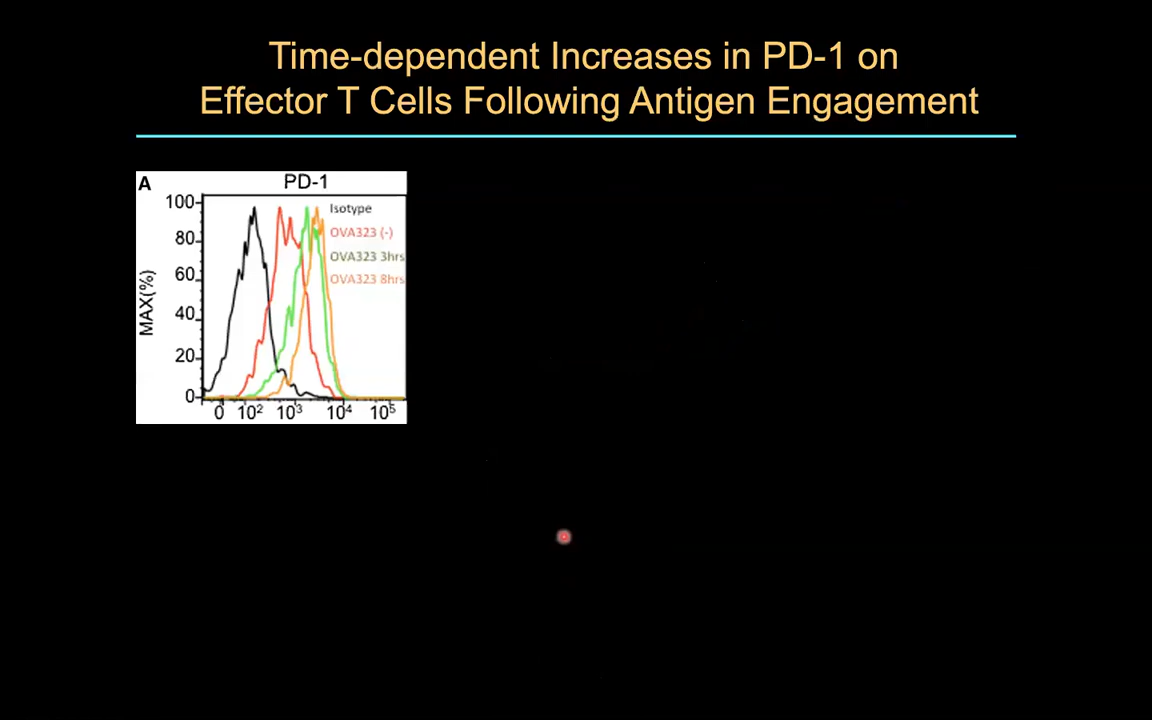 Time-dependent Increases in PD-1 on
Effector T Cells Following Antigen Engagement
A
PD-1
100
80
60
40
20
0
MAX(%)
Isotype
OVA323 (-)
OVA323 3hrs
OVA323 8hrs
0 10² 10³ 10⁴ 10⁵